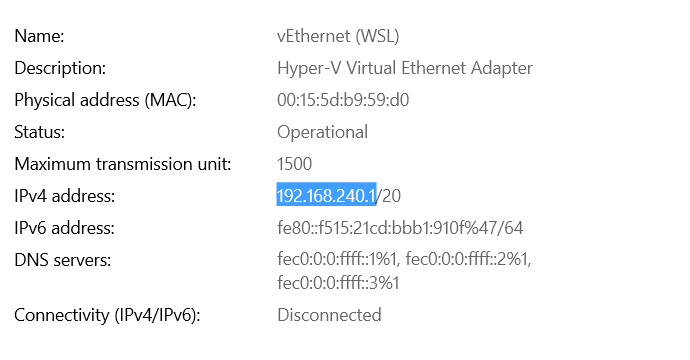 Name: vEthernet (WSL)
Description: Hyper-V Virtual Ethernet Adapter
Physical address (MAC): 00:15:5d:b9:59:d0
Status: Operational
Maximum transmission unit: 1500
IPv4 address: 192.168.240.1/20
IPv6 address: fe80::f515:21cd:bbb1:910f%47/64
DNS servers: fec0:0:0:ffff::1%1, fec0:0:0:ffff::2%1,
fec0:0:0:ffff::3%1
Connectivity (IPv4/IPv6): Disconnected